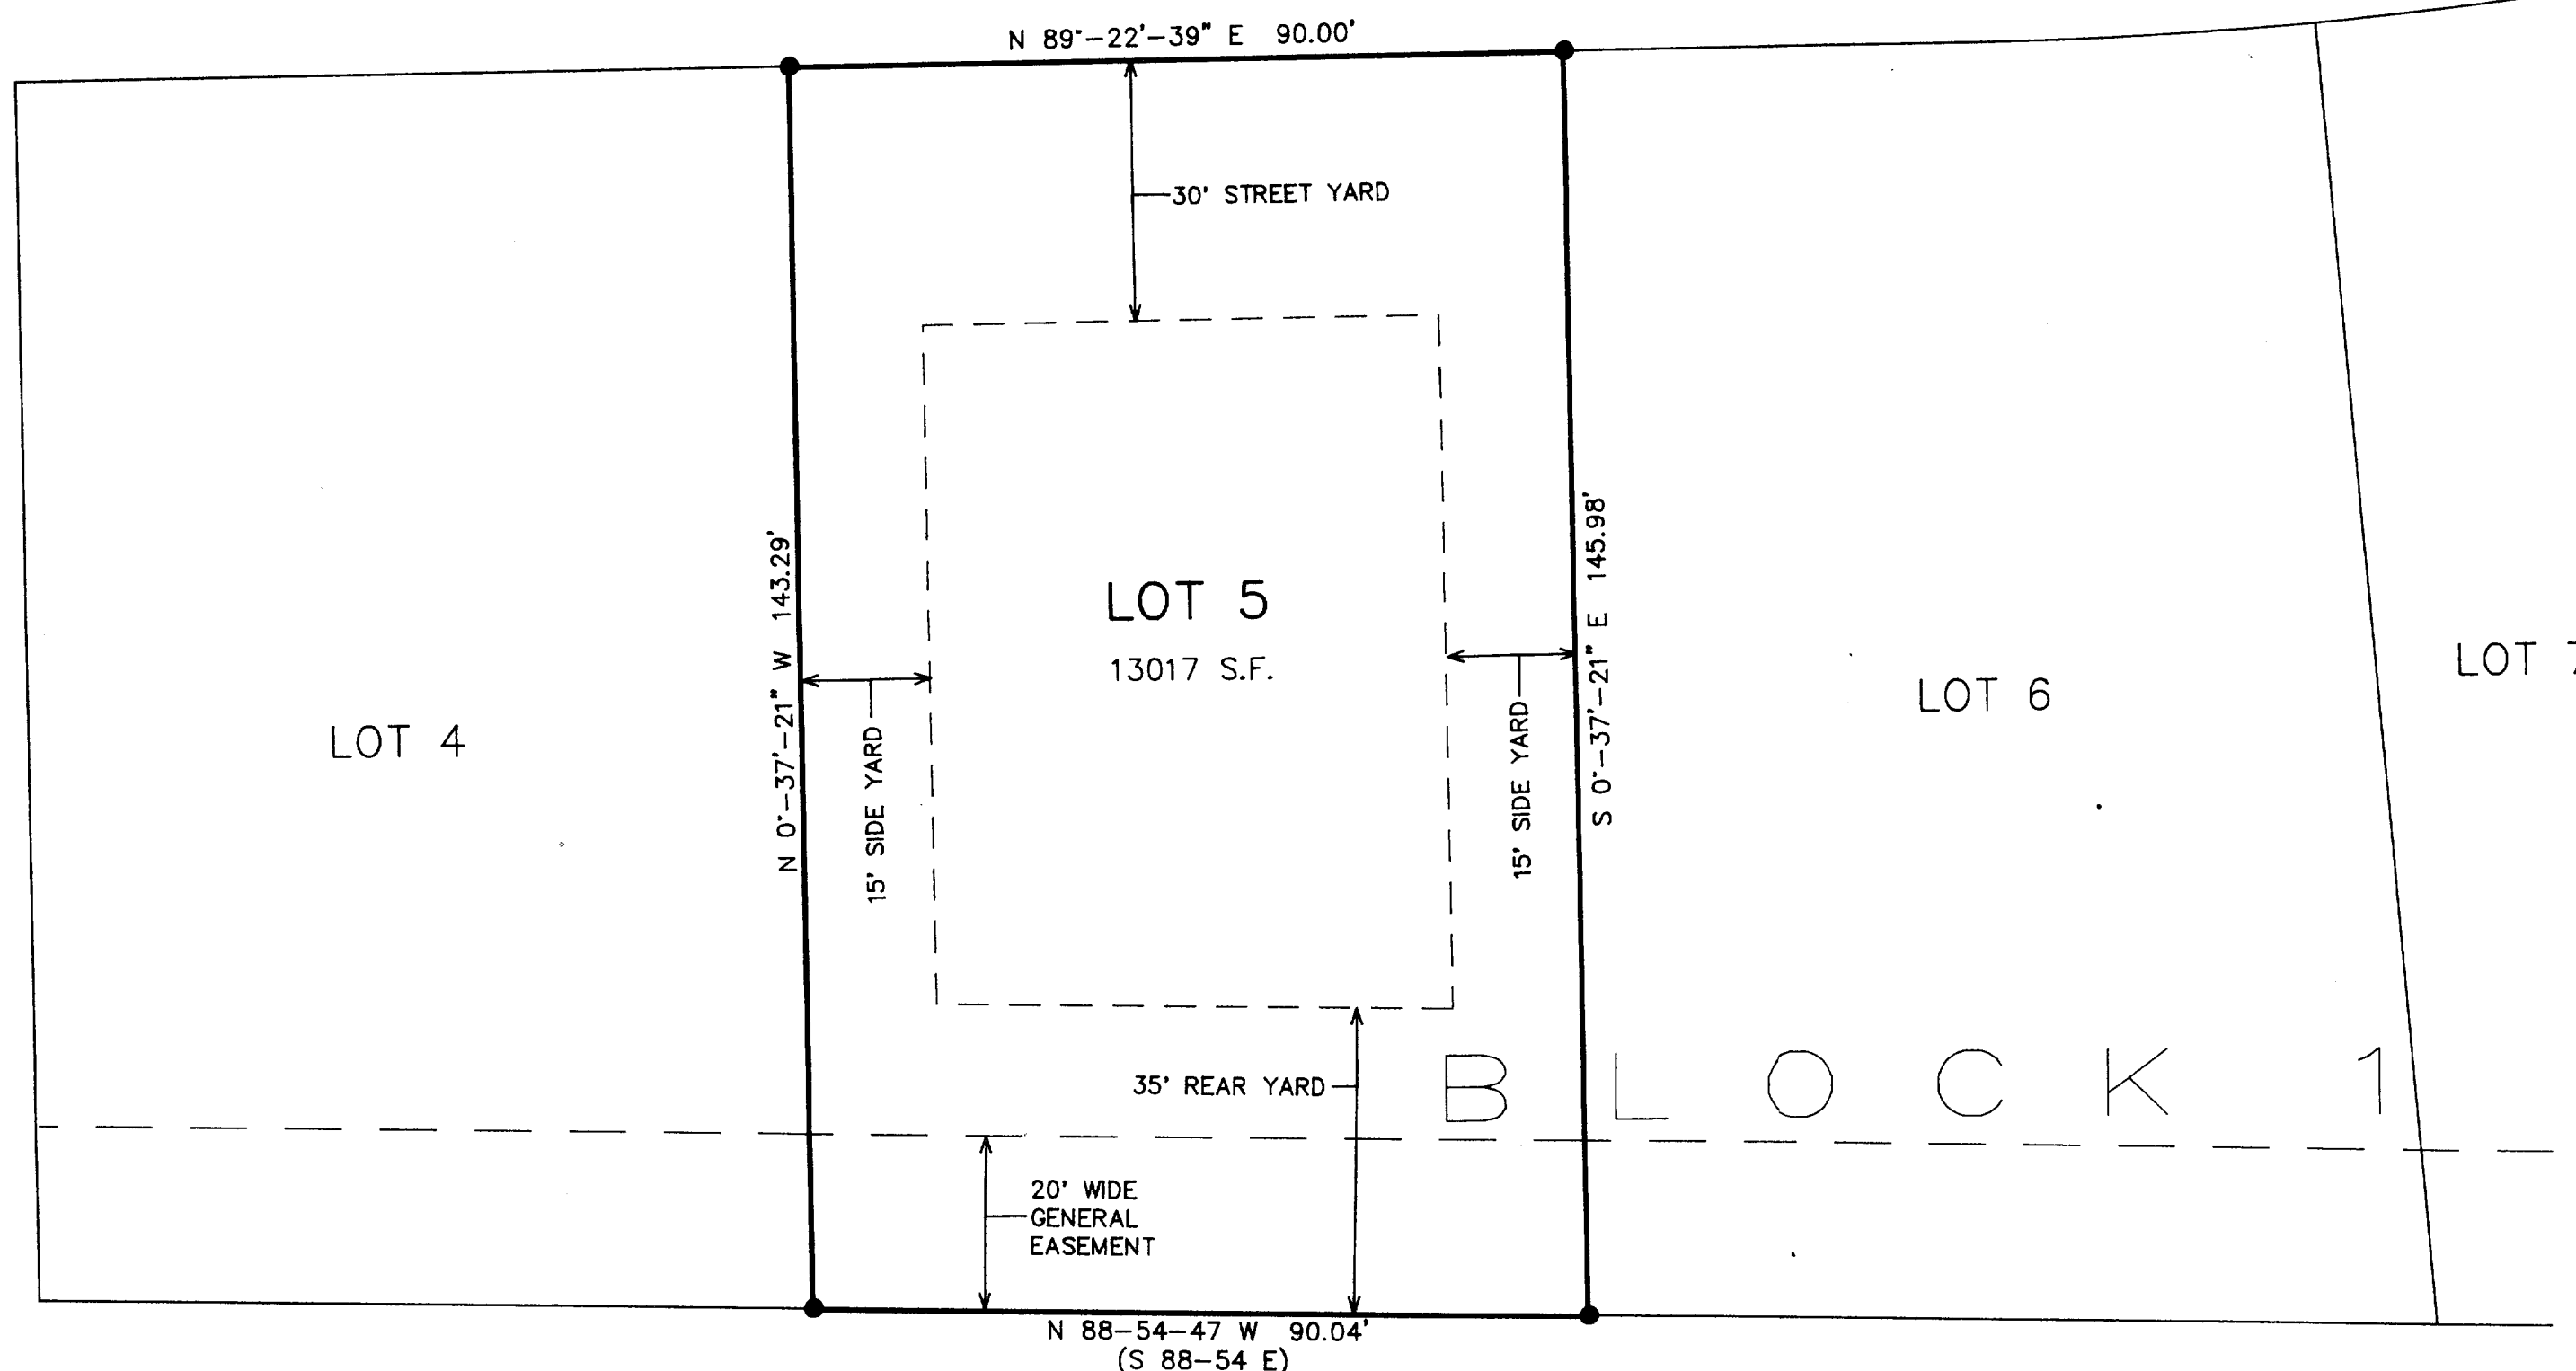 N 89°-22'-39" E 90.00'
30' STREET YARD
N 0°-37'-21" W 143.29'
S 0°-37'-21" E 145.98'
LOT 5
13017 S.F.
LOT 4
LOT 6
LOT 7
15' SIDE YARD
15' SIDE YARD
35' REAR YARD
BLOCK 1
20' WIDE
GENERAL
EASEMENT
N 88-54-47 W 90.04'
(S 88-54 E)